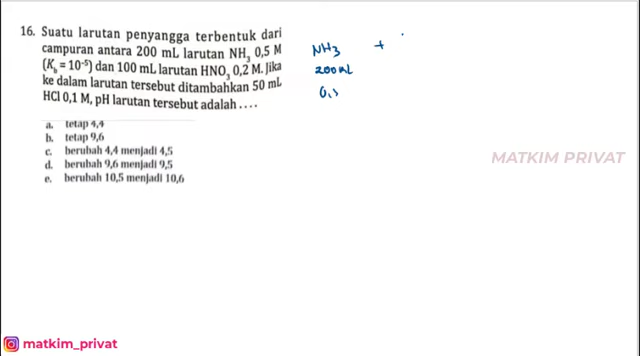 16. Suatu larutan penyangga terbentuk dari
campuran antara 200 mL larutan NH₃ 0,5 M
(K_b = 10⁻⁵) dan 100 mL larutan HNO₃ 0,2 M. Jika
ke dalam larutan tersebut ditambahkan 50 mL
HCl 0,1 M, pH larutan tersebut adalah . . . .
a. tetap 4,4
b. tetap 9,6
c. berubah 4,4 menjadi 4,5
d. berubah 9,6 menjadi 9,5
e. berubah 10,5 menjadi 10,6
NH3 +
200 mL
MATKIM PRIVAT
matkim_privat